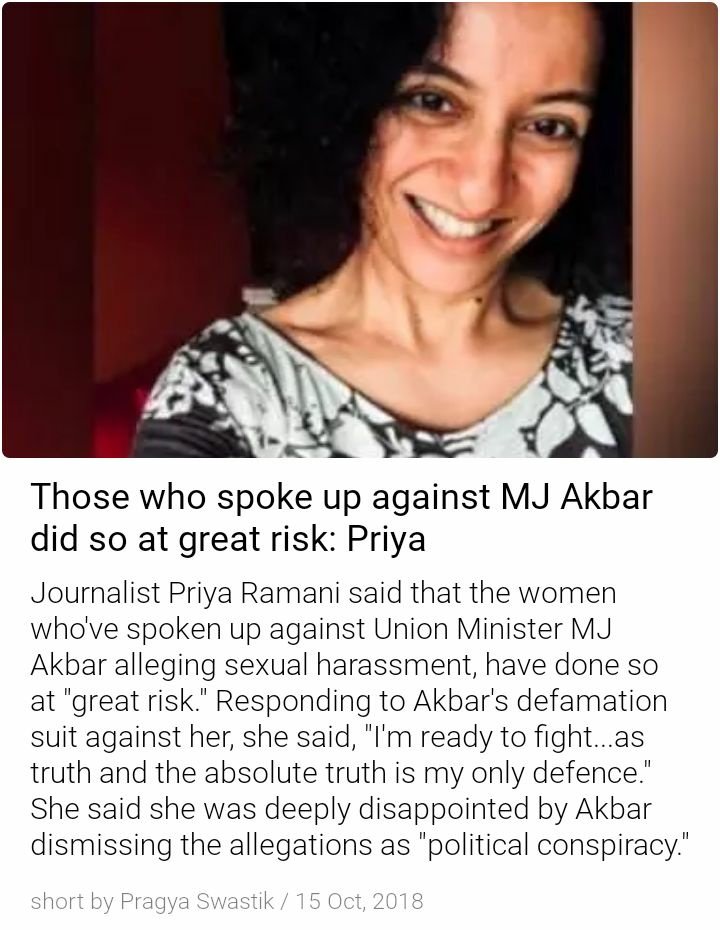 Those who spoke up against MJ Akbar
did so at great risk: Priya
Journalist Priya Ramani said that the women
who've spoken up against Union Minister MJ
Akbar alleging sexual harassment, have done so
at "great risk." Responding to Akbar's defamation
suit against her, she said, "I'm ready to fight...as
truth and the absolute truth is my only defence."
She said she was deeply disappointed by Akbar
dismissing the allegations as "political conspiracy."
short by Pragya Swastik / 15 Oct, 2018